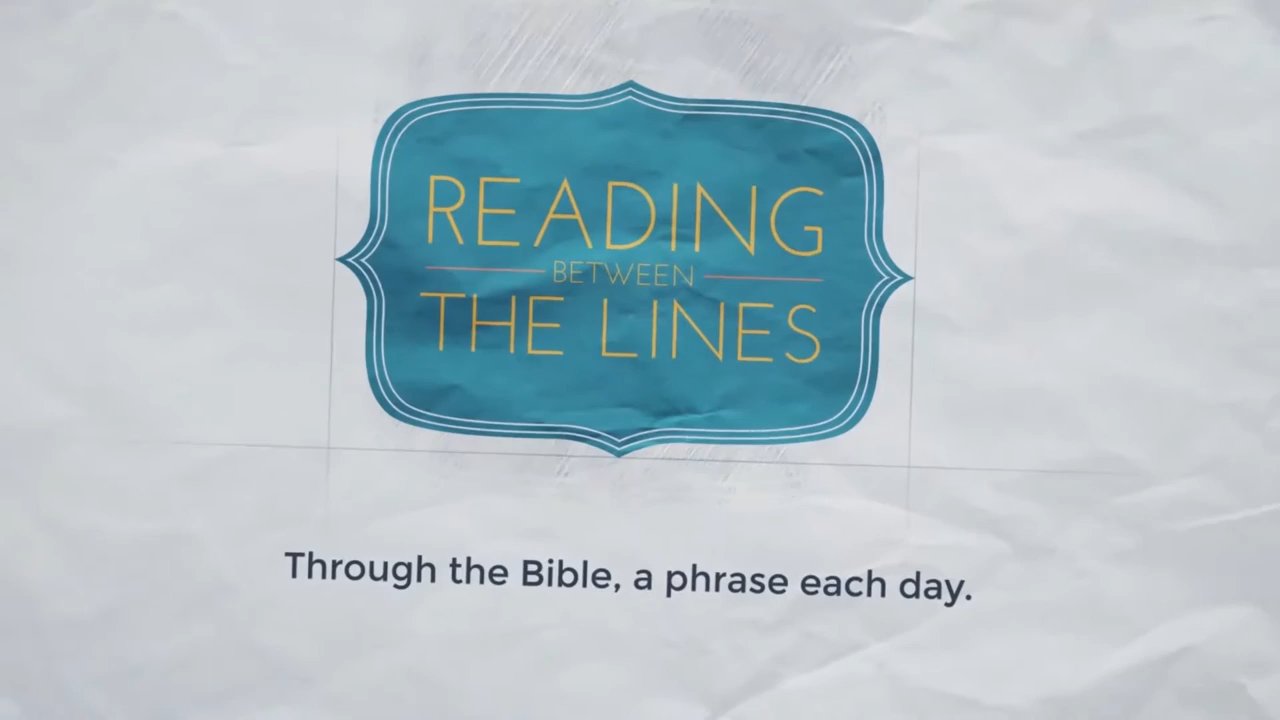 READING
BETWEEN
THE LINES
Through the Bible, a phrase each day.